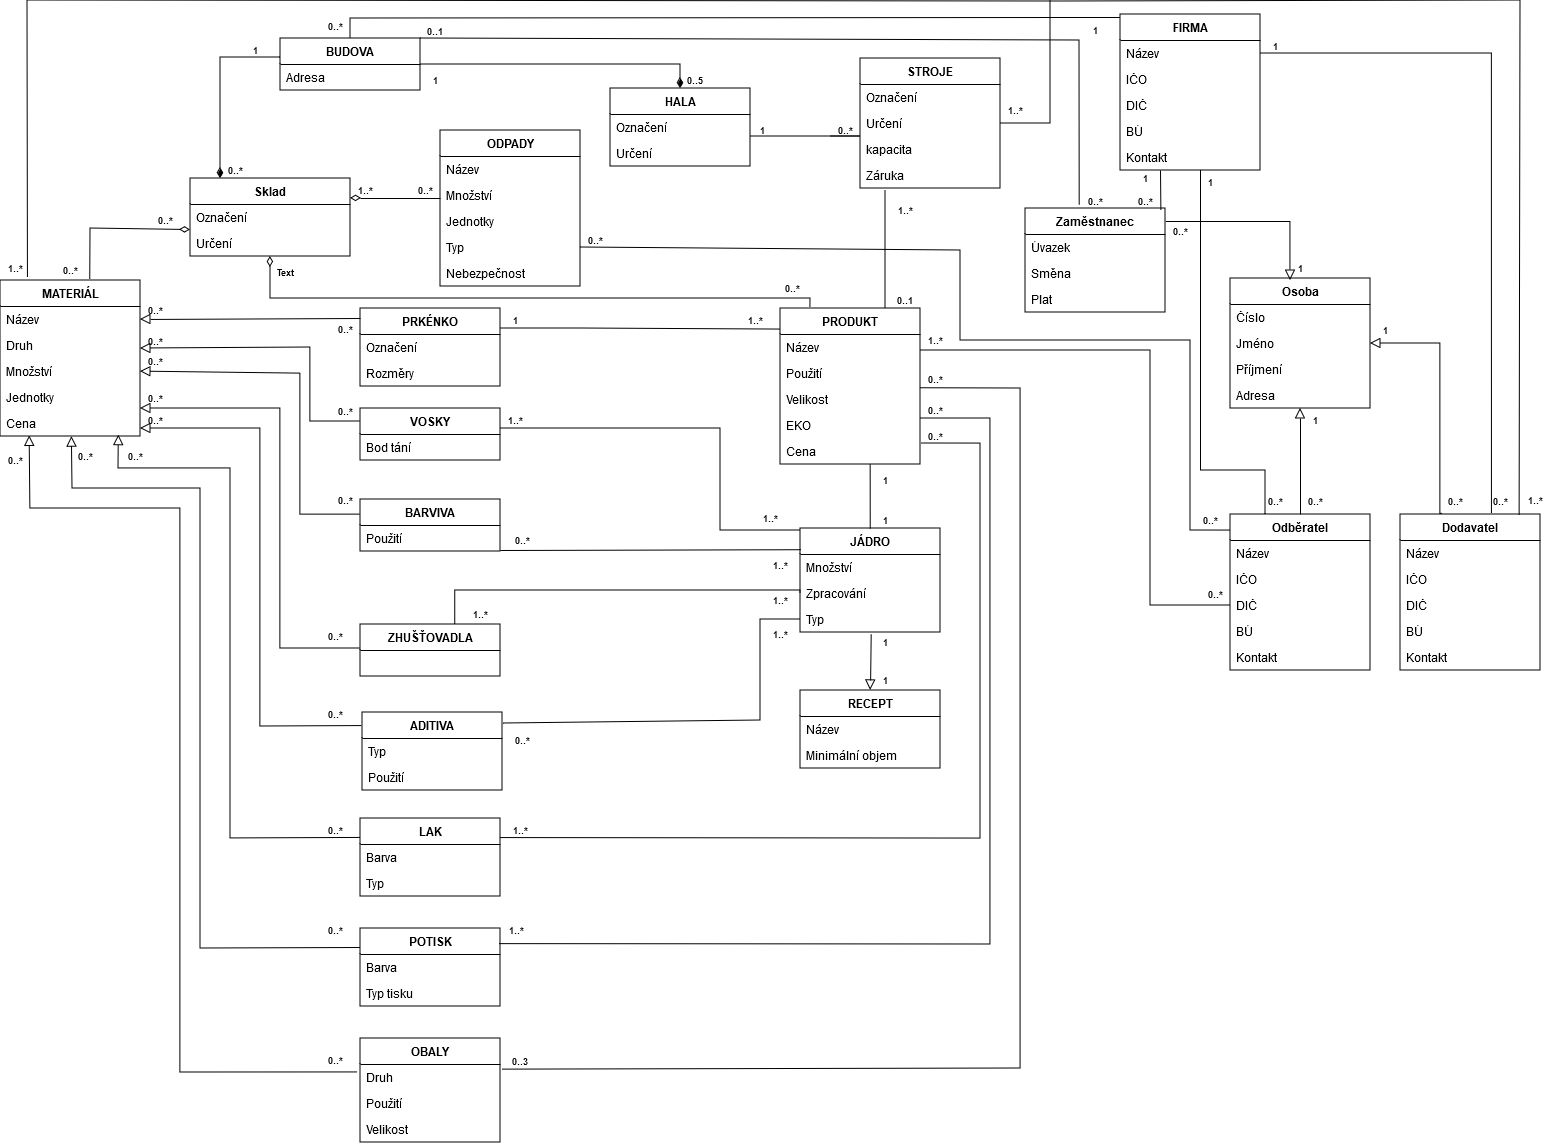 0..*
1
FIRMA
Název
IČO
DIČ
BÚ
Kontakt
1
0..1
BUDOVA
Adresa
1
1
0..5
HALA
Označení
Určení
1
0..*
STROJE
Označení
Určení
kapacita
Záruka
1..*
1..*
ODPADY
Název
Množství
Jednotky
Typ
Nebezpečnost
0..*
Sklad
Označení
Určení
1..*
0..*
0..*
0..*
Text
1
1
0..*
0..*
Zaměstnanec
Úvazek
Směna
Plat
0..*
1
Osoba
Číslo
Jméno
Příjmení
Adresa
1
1
1..*
0..*
MATERIÁL
Název
Druh
Množství
Jednotky
Cena
0..*
0..*
0..*
0..*
0..*
0..*
0..*
0..*
0..*
PRKÉNKO
Označení
Rozměry
1
1..*
0..*
0..1
PRODUKT
Název
Použití
Velikost
EKO
Cena
1..*
0..*
0..*
0..*
1
0..*
VOSKY
Bod tání
1..*
1..*
0..*
BARVIVA
Použití
0..*
1..*
1
JÁDRO
Množství
Zpracování
Typ
1..*
1..*
1
1
RECEPT
Název
Minimální objem
1..*
0..*
ZHUŠŤOVADLA
0..*
ADITIVA
Typ
Použití
0..*
0..*
LAK
Barva
Typ
1..*
0..*
POTISK
Barva
Typ tisku
1..*
0..*
OBALY
Druh
Použití
Velikost
0..3
0..*
0..*
0..*
0..*
Odběratel
Název
IČO
DIČ
BÚ
Kontakt
0..*
0..*
1..*
Dodavatel
Název
IČO
DIČ
BÚ
Kontakt